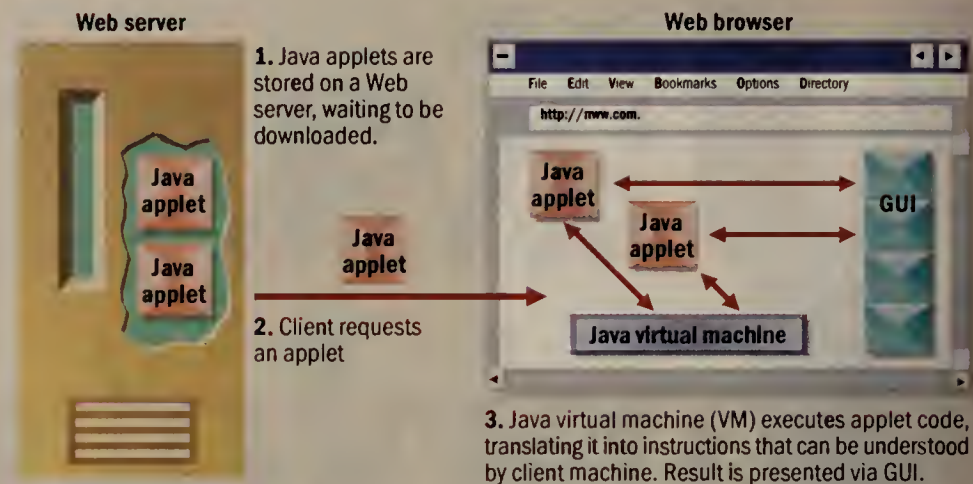 Web server
1. Java applets are
stored on a Web
server, waiting to be
downloaded.
Java
applet
Java
applet
Java
applet
2. Client requests
an applet
Web browser
File Edit View Bookmarks Options Directory
http://nww.com.
Java
applet
Java
applet
GUI
Java virtual machine
3. Java virtual machine (VM) executes applet code,
translating it into instructions that can be understood
by client machine. Result is presented via GUI.